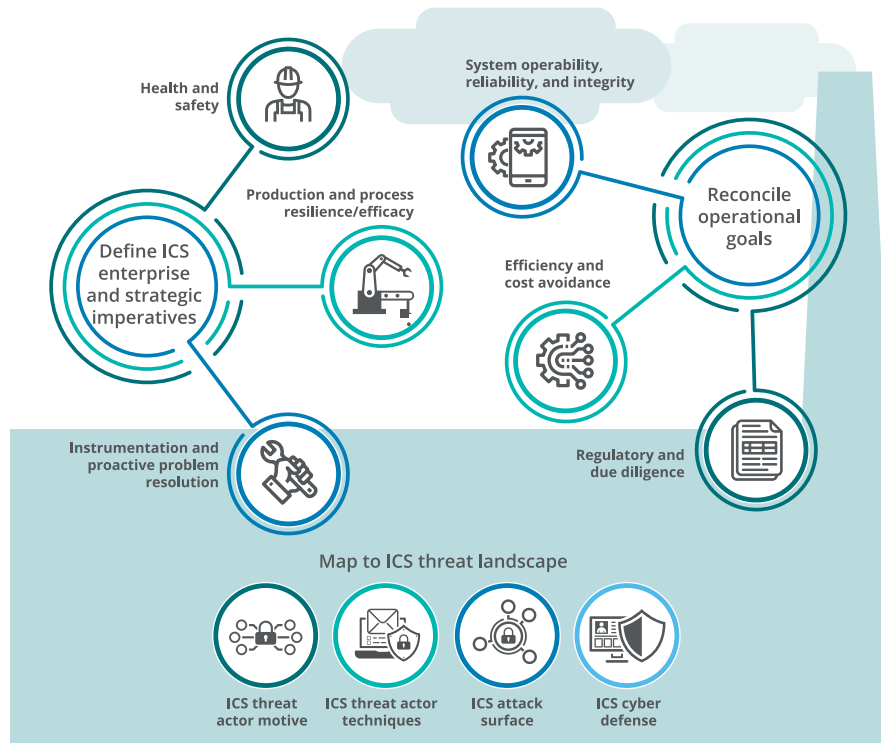 Health and
safety
Production and process
resilience/efficacy
Define ICS
enterprise
and strategic
imperatives
Instrumentation and
proactive problem
resolution
System operability,
reliability, and integrity
Reconcile
operational
goals
Efficiency and
cost avoidance
Regulatory and
due diligence
Map to ICS threat landscape
ICS threat
actor motive
ICS threat actor
techniques
ICS attack
surface
ICS cyber
defense